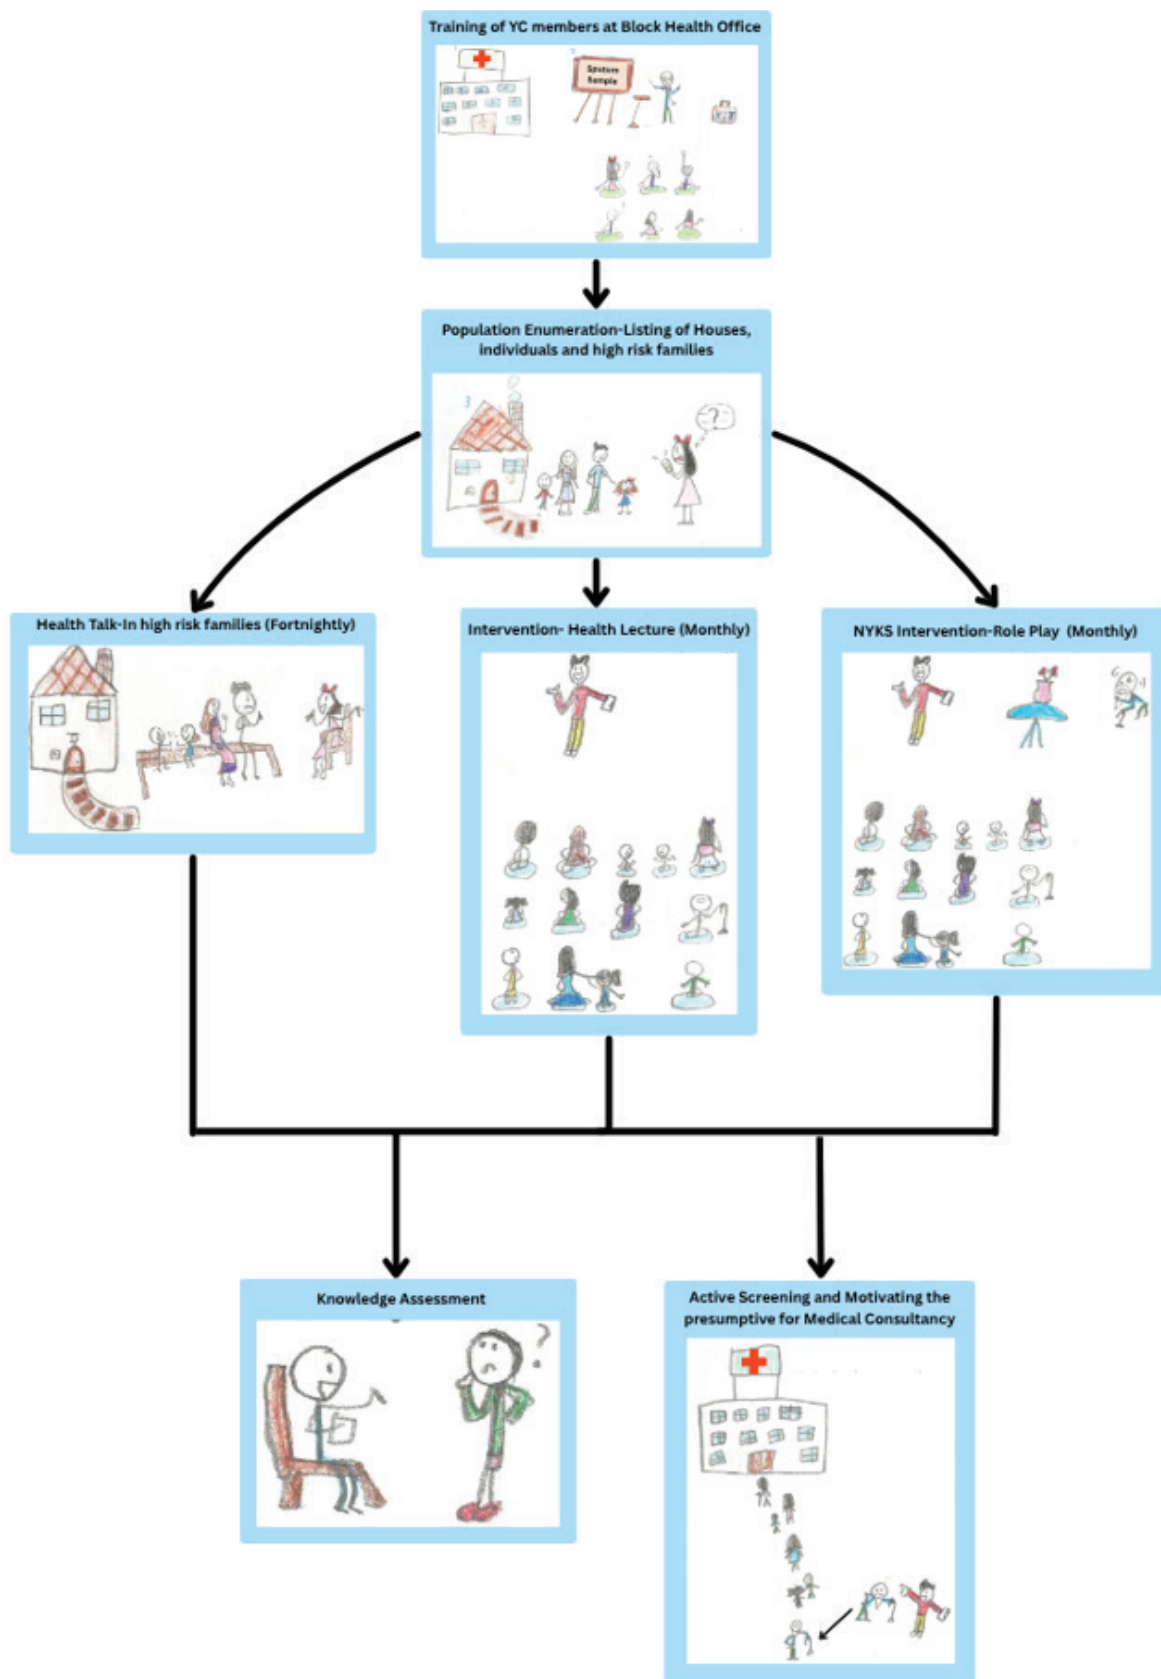 Training of YC members at Block Health Office
Sputum
Sample
Population Enumeration-Listing of Houses,
individuals and high risk families
3
?
Health Talk-In high risk families (Fortnightly)
Intervention- Health Lecture (Monthly)
NYKS Intervention-Role Play (Monthly)
Knowledge Assessment
?
Active Screening and Motivating the
presumptive for Medical Consultancy